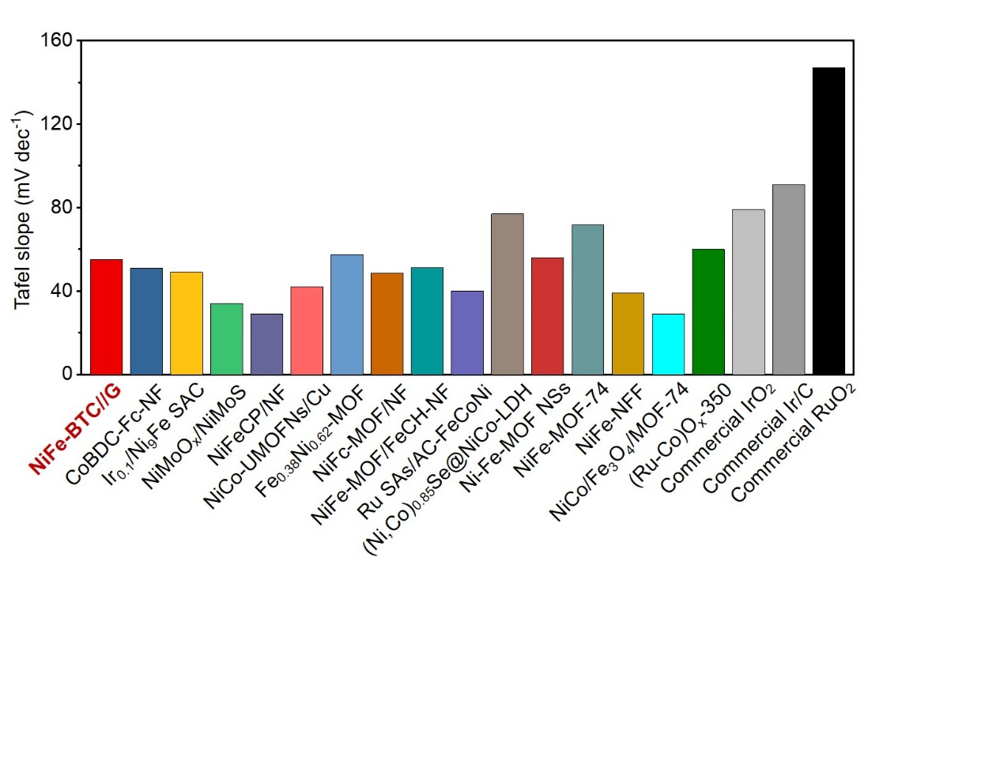 160
120
80
40
0
Tafel slope (mV dec⁻¹)
NiFe-BTC//G
CoBDC-Fc-NF
Ir₀.₁/Ni₉Fe SAC
NiMoOₓ/NiMoS
NiFeCP/NF
NiCo-UMOFNs/Cu
Fe₀.₃₈Ni₀.₆₂-MOF
NiFc-MOF/NF
NiFe-MOF/FeCH-NF
Ru SAs/AC-FeCoNi
(Ni,Co)₀.₈₅Se@NiCo-LDH
Ni-Fe-MOF NSs
NiFe-MOF-74
NiFe-NFF
NiCo/Fe₃O₄/MOF-74
(Ru-Co)Oₓ-350
Commercial IrO₂
Commercial Ir/C
Commercial RuO₂